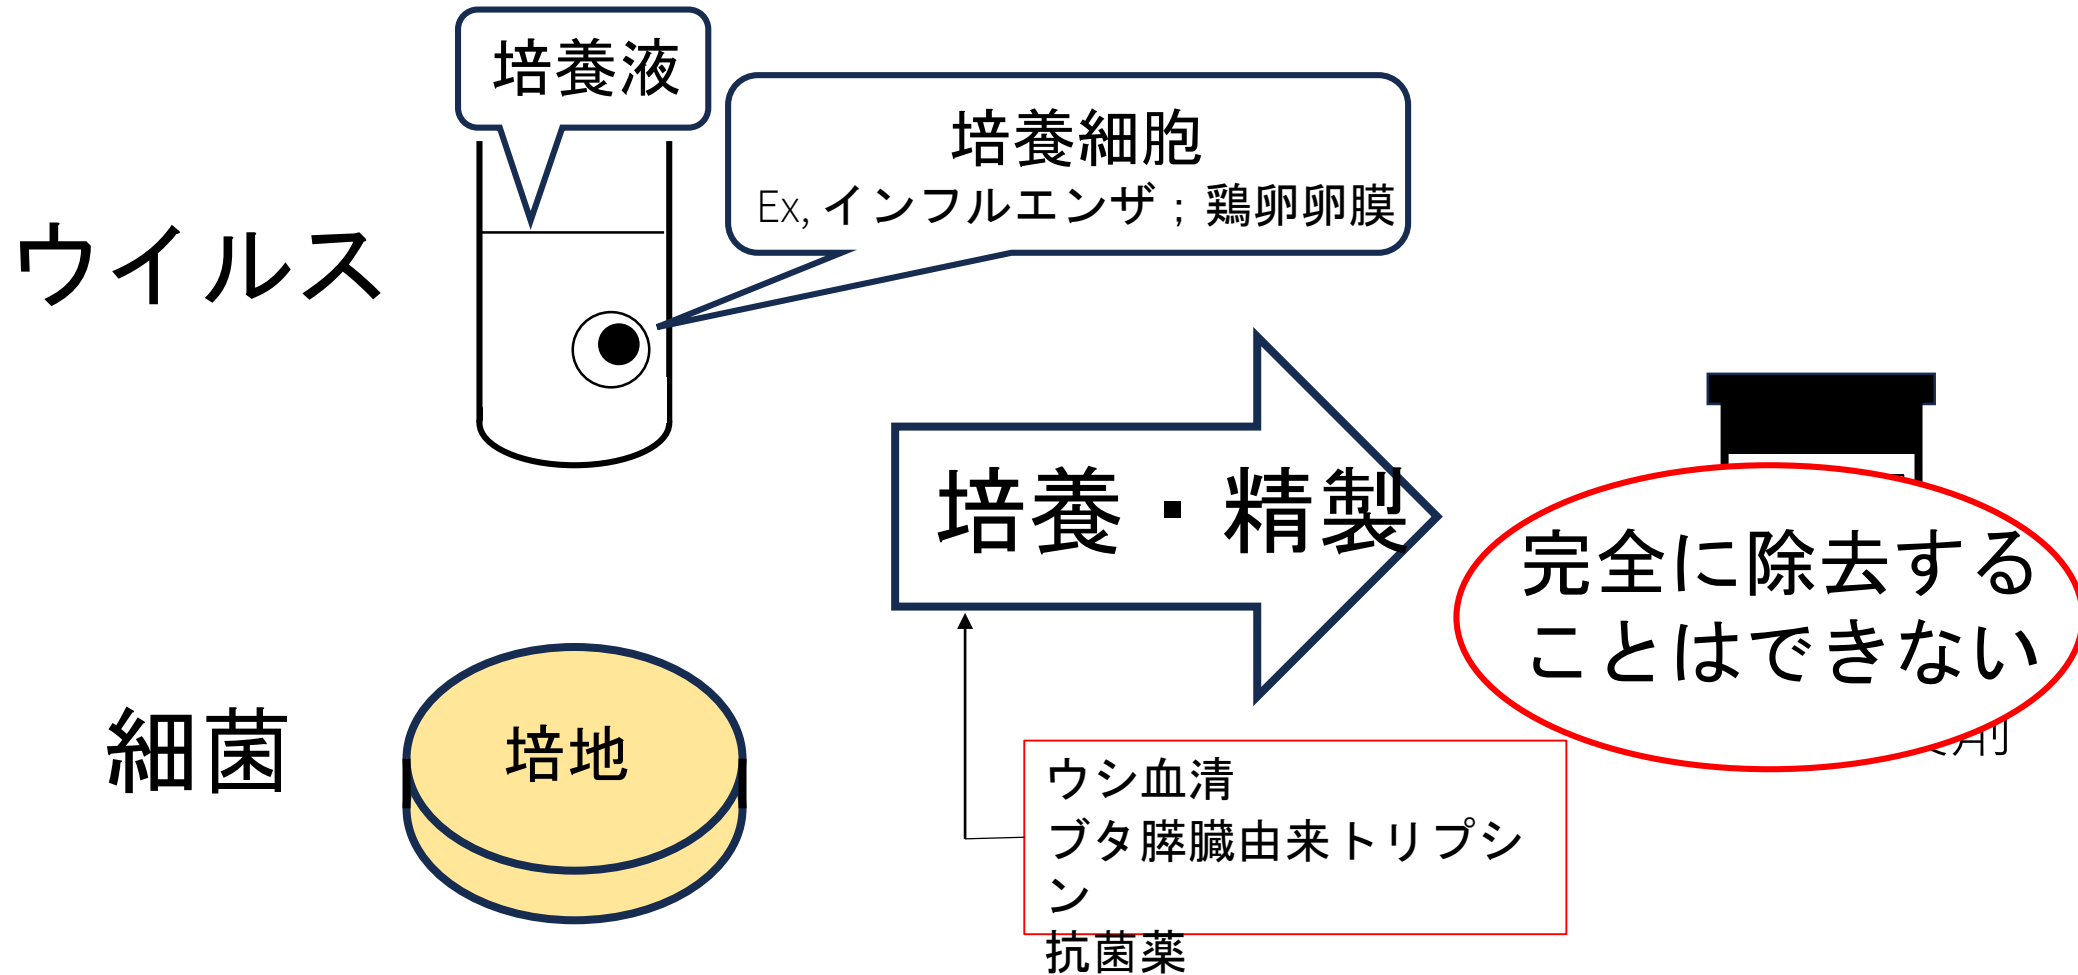 培養液
培養細胞
Ex, インフルエンザ；鶏卵卵膜
ウイルス
培養・精製
完全に除去する
ことはできない
剤
細菌
培地
ウシ血清
ブタ膵臓由来トリプシ
ン
抗菌薬